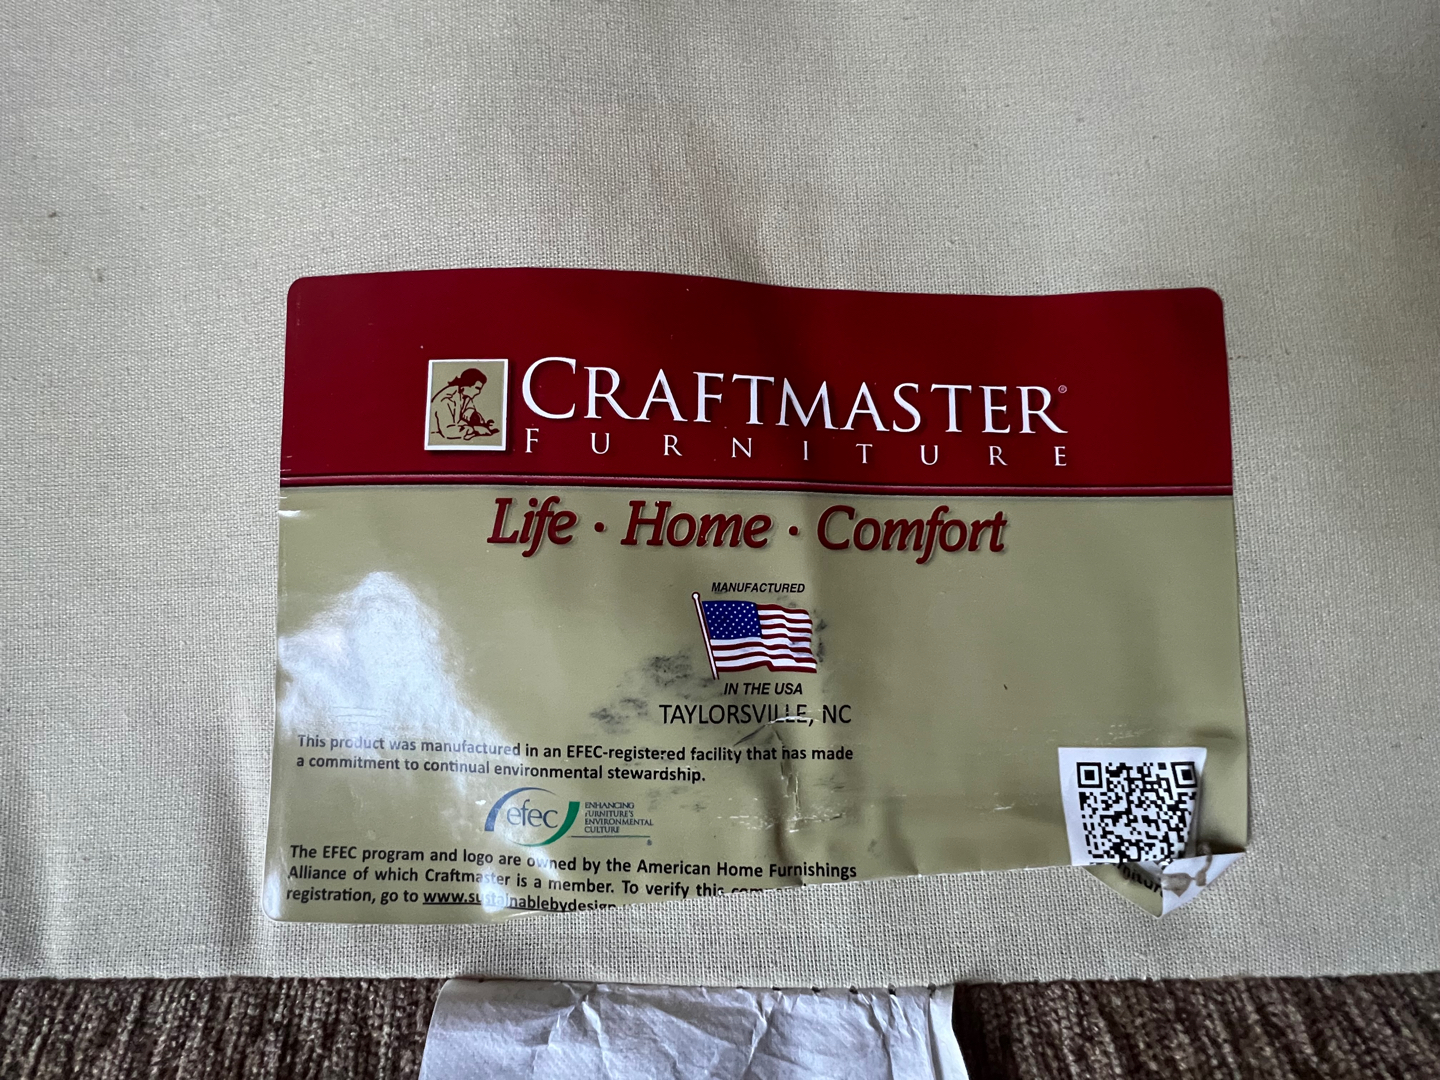 CRAFTMASTER®
FURNITURE
Life · Home · Comfort
MANUFACTURED
IN THE USA
TAYLORSVILLE, NC
This product was manufactured in an EFEC-registered facility that has made
a commitment to continual environmental stewardship.
efec
ENHANCING
FURNITURE'S
ENVIRONMENTAL
CULTURE
The EFEC program and logo are owned by the American Home Furnishings
Alliance of which Craftmaster is a member. To verify this
registration, go to www.sustainablebydesign